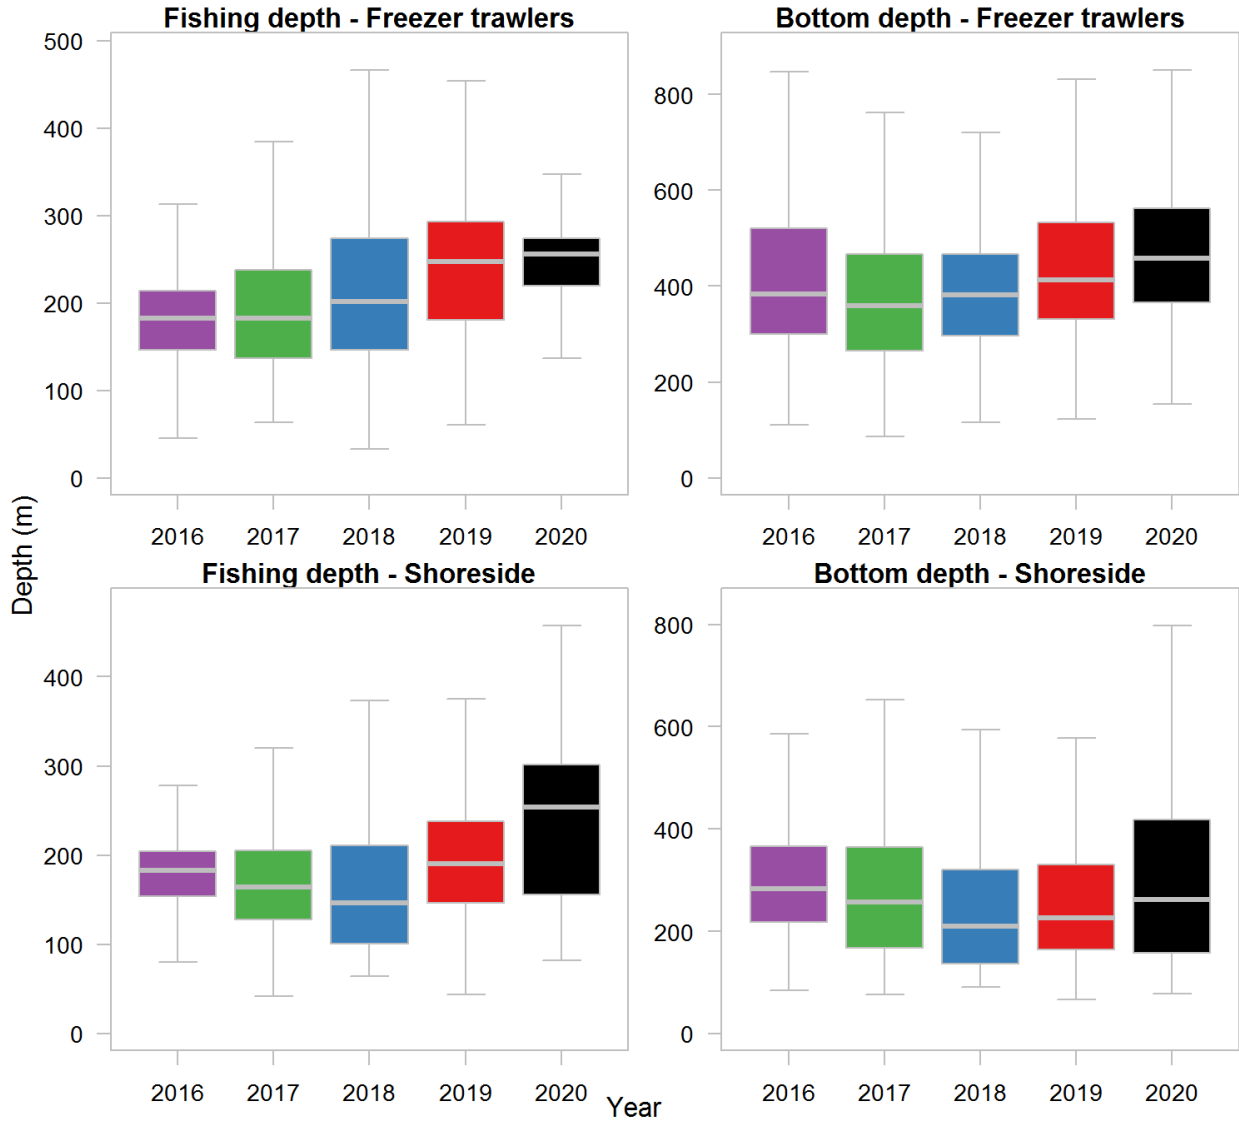 Fishing depth - Freezer trawlers
500
400
300
200
100
0
2016 2017 2018 2019 2020
Bottom depth - Freezer trawlers
800
600
400
200
0
2016 2017 2018 2019 2020
Depth (m)
Fishing depth - Shoreside
400
300
200
100
0
2016 2017 2018 2019 2020
Bottom depth - Shoreside
800
600
400
200
0
2016 2017 2018 2019 2020
Year